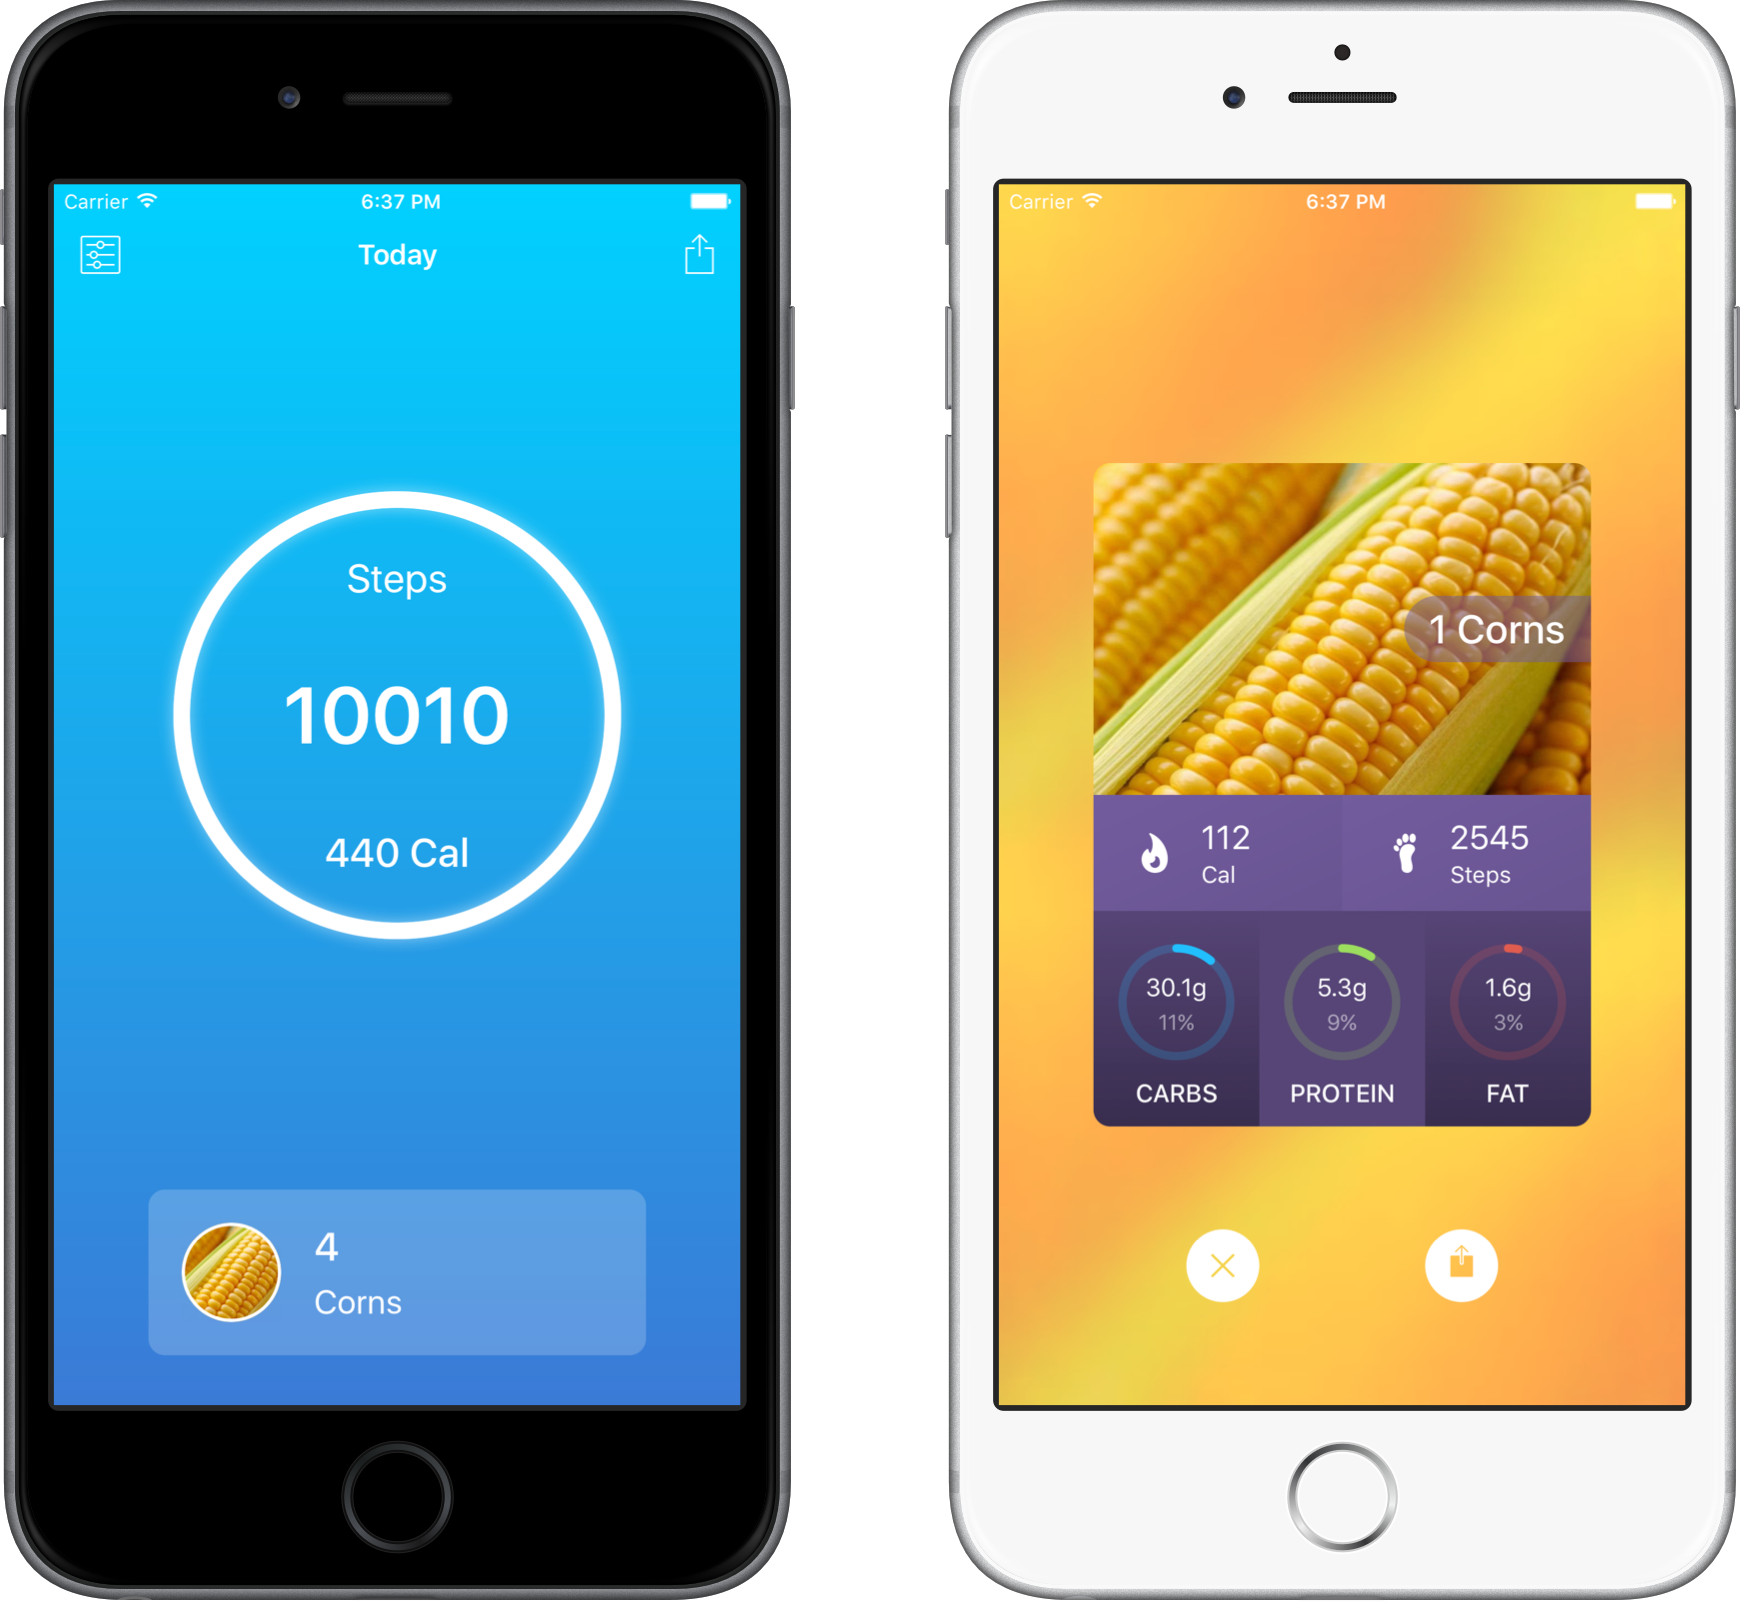 Carrier
6:37 PM
Today
Steps
10010
440 Cal
4
Corns
Carrier
6:37 PM
1 Corns
112
Cal
2545
Steps
30.1g
11%
CARBS
5.3g
9%
PROTEIN
1.6g
3%
FAT